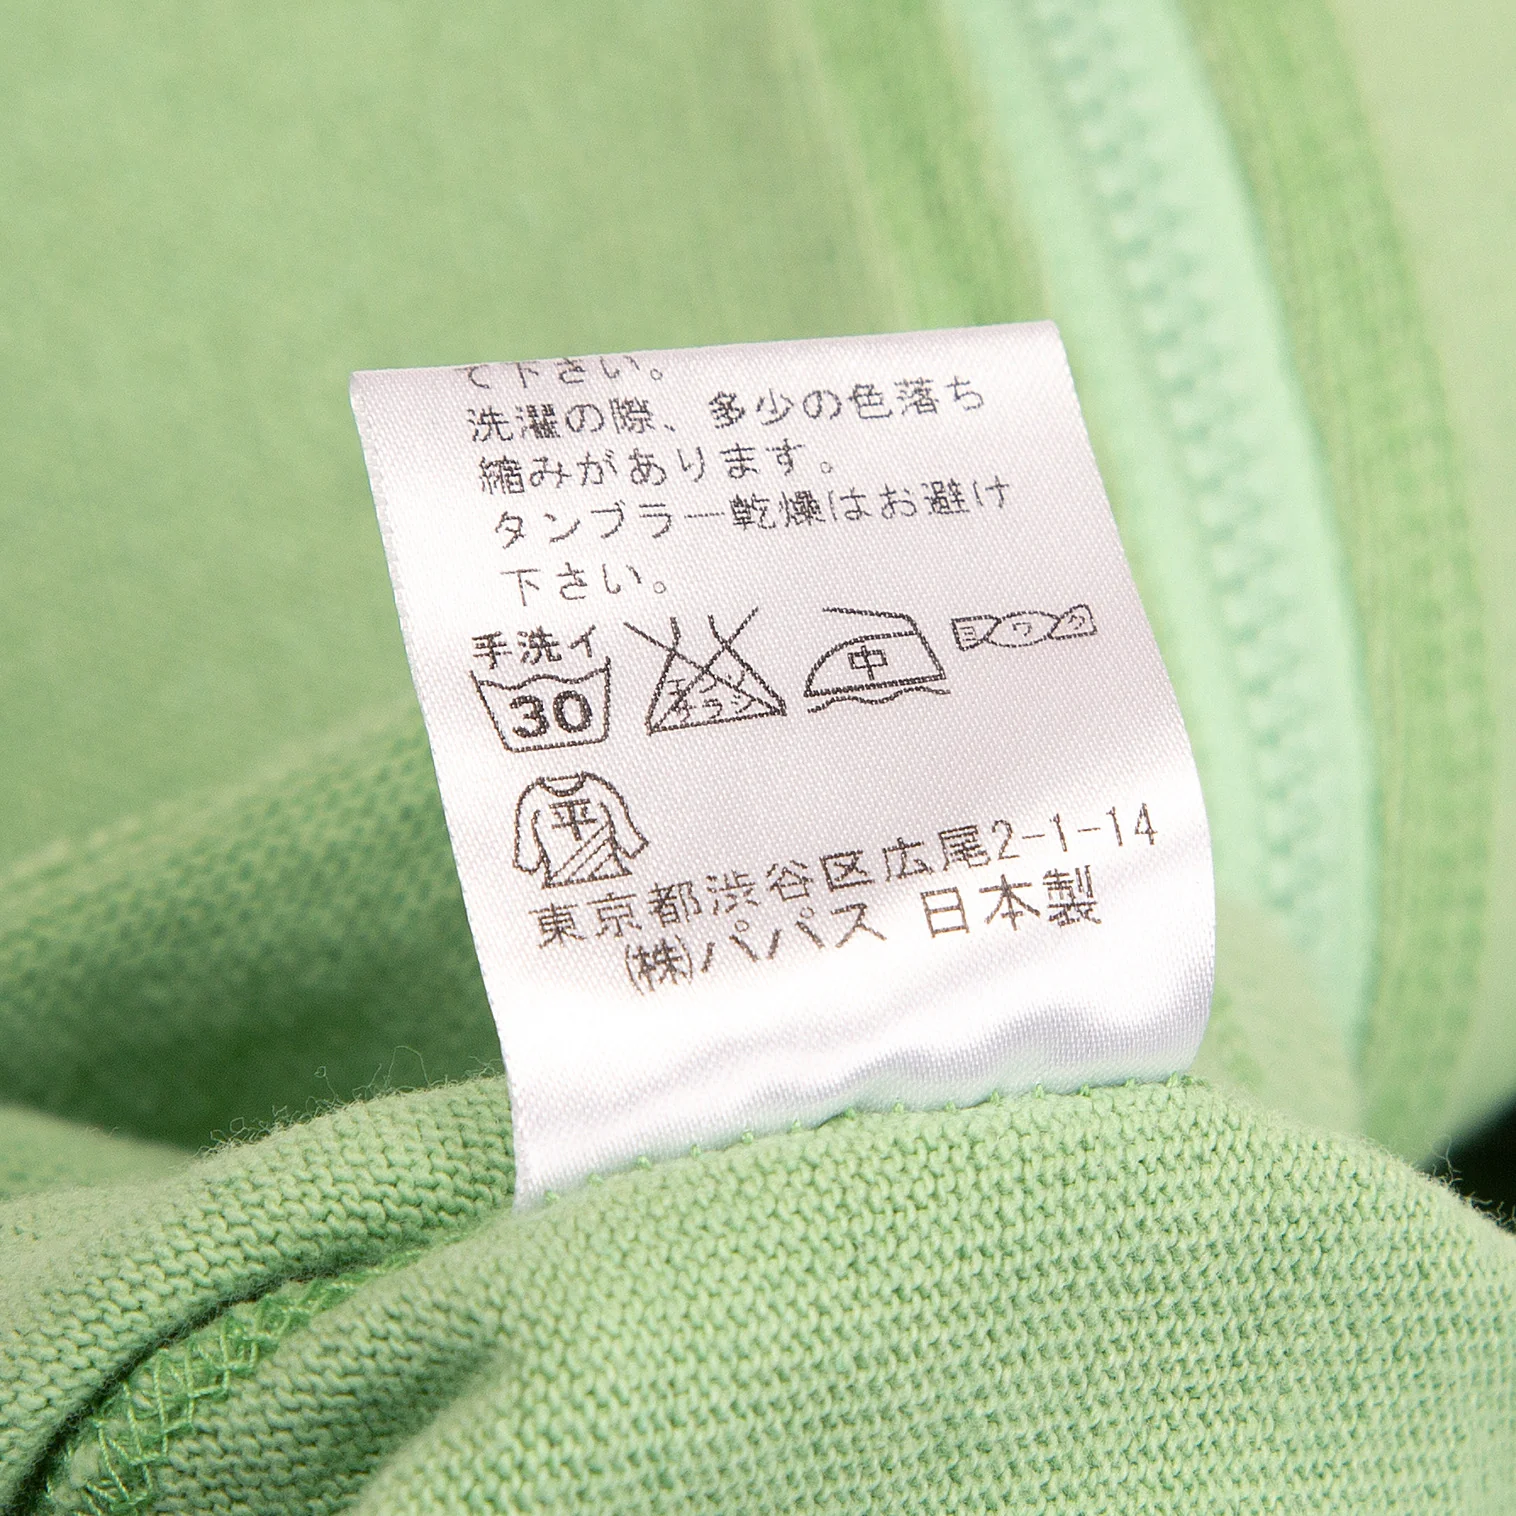 て下さい。
洗濯の際、多少の色落ち
縮みがあります。
タンブラー乾燥はお避け
下さい。
手洗イ
30
エンソ
サラシ
中
ヨワク
平
東京都渋谷区広尾2-1-14
(株)パパス 日本製